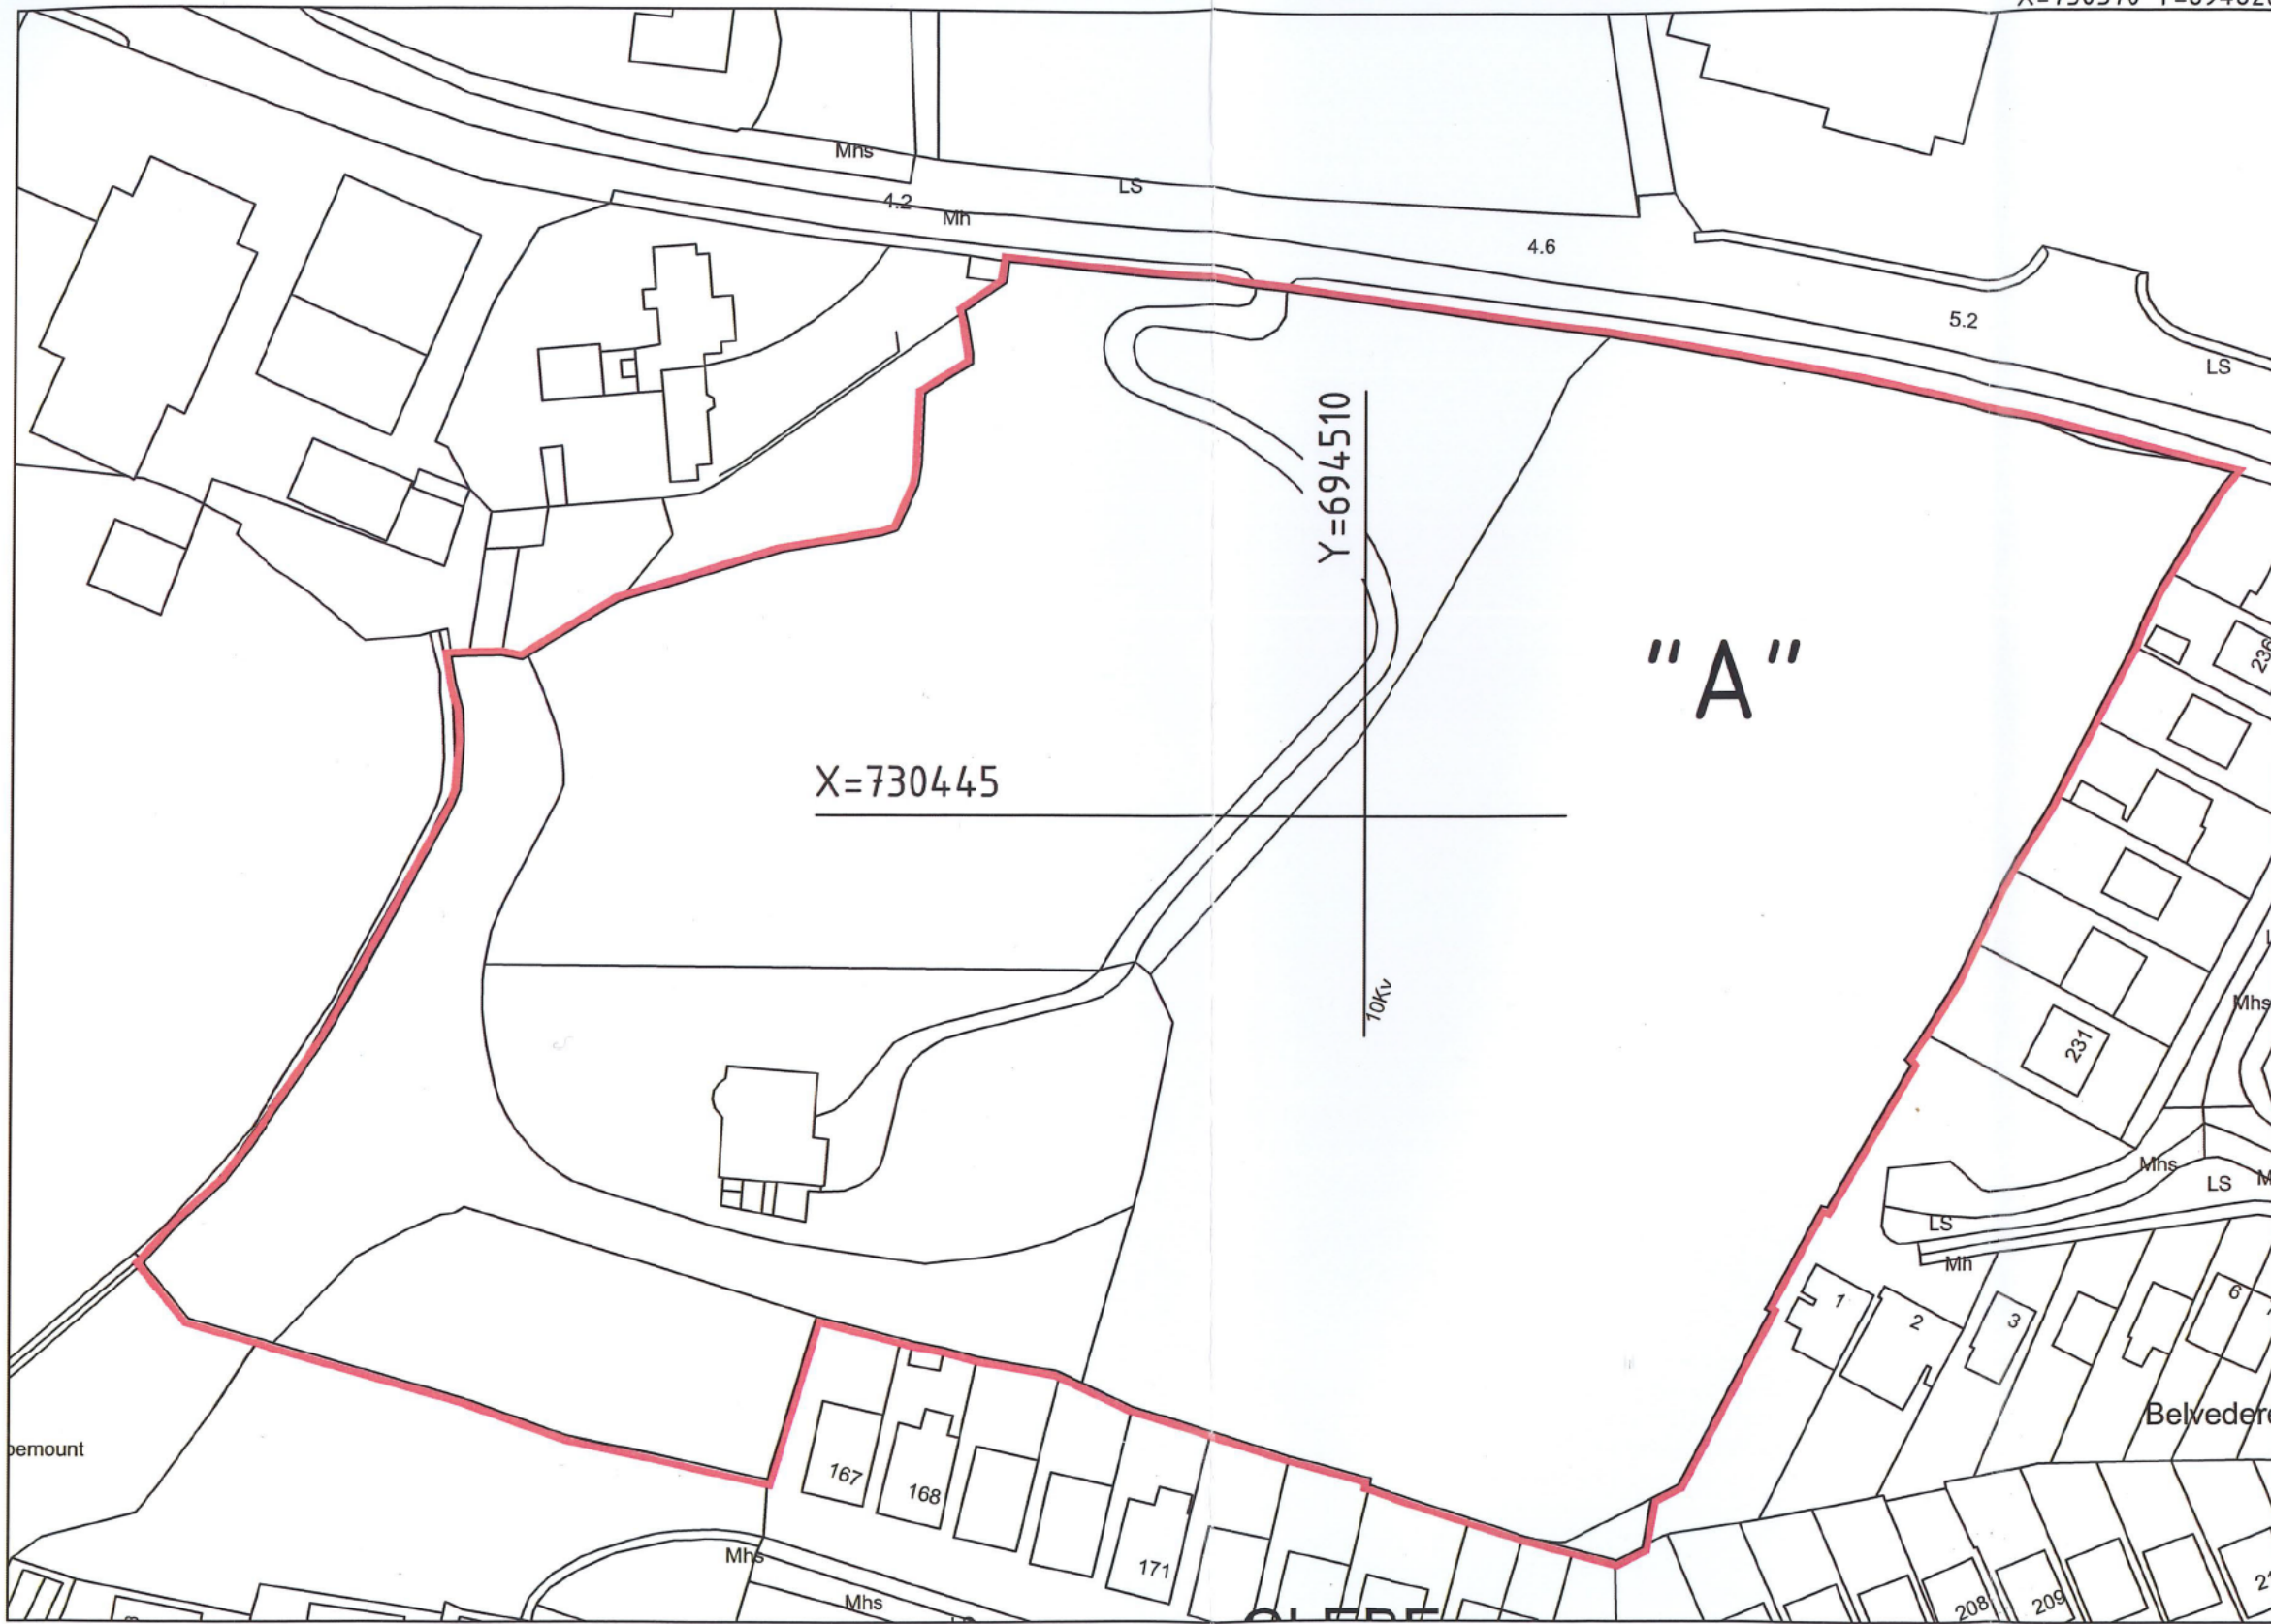 Mhs
LS
4.2
Mh
4.6
5.2
LS
Y=694510
"A"
236
X=730445
10Kv
Mhs
231
Mhs
LS
LS
Mh
1
2
3
6
Belvedere
pemount
167
168
171
Mhs
Mhs
208
209